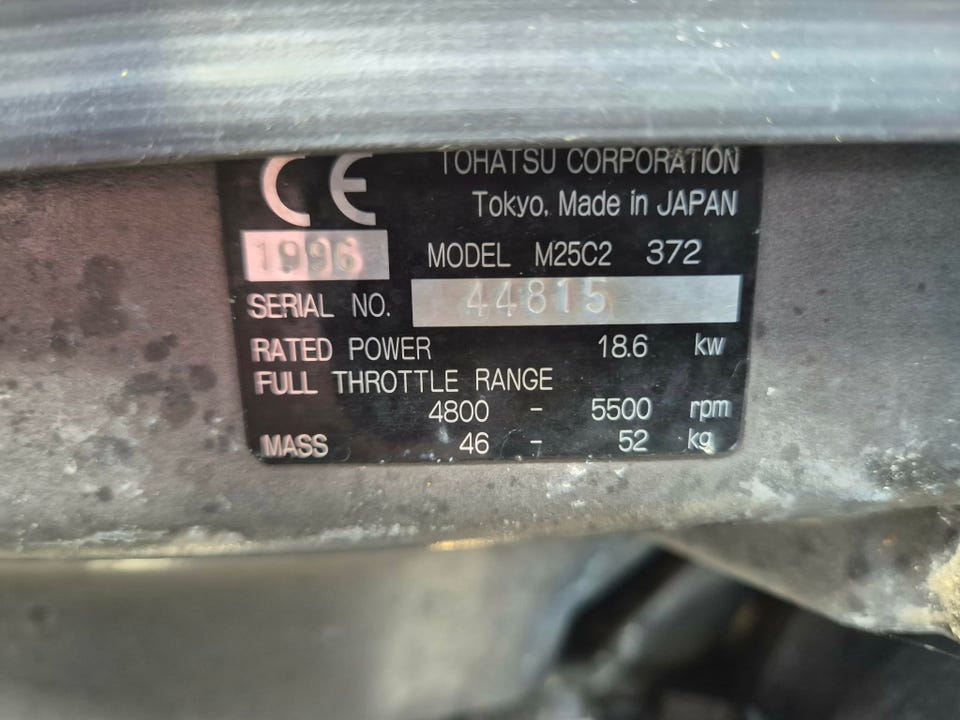 CE TOHATSU CORPORATION
Tokyo, Made in JAPAN
1996 MODEL M25C2 372
SERIAL NO. 44815
RATED POWER 18.6 kw
FULL THROTTLE RANGE
4800 - 5500 rpm
MASS 46 - 52 kg